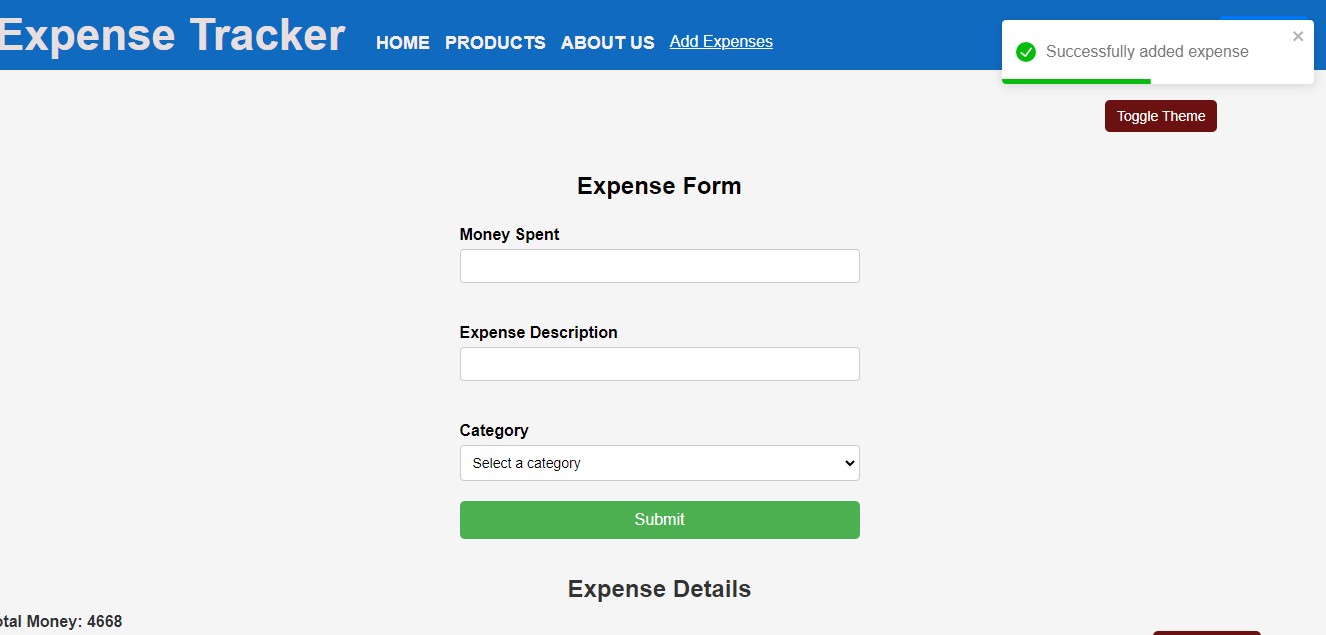 Expense Tracker HOME PRODUCTS ABOUT US Add Expenses
Successfully added expense
Toggle Theme
Expense Form
Money Spent
Expense Description
Category
Select a category
Submit
Expense Details
otal Money: 4668